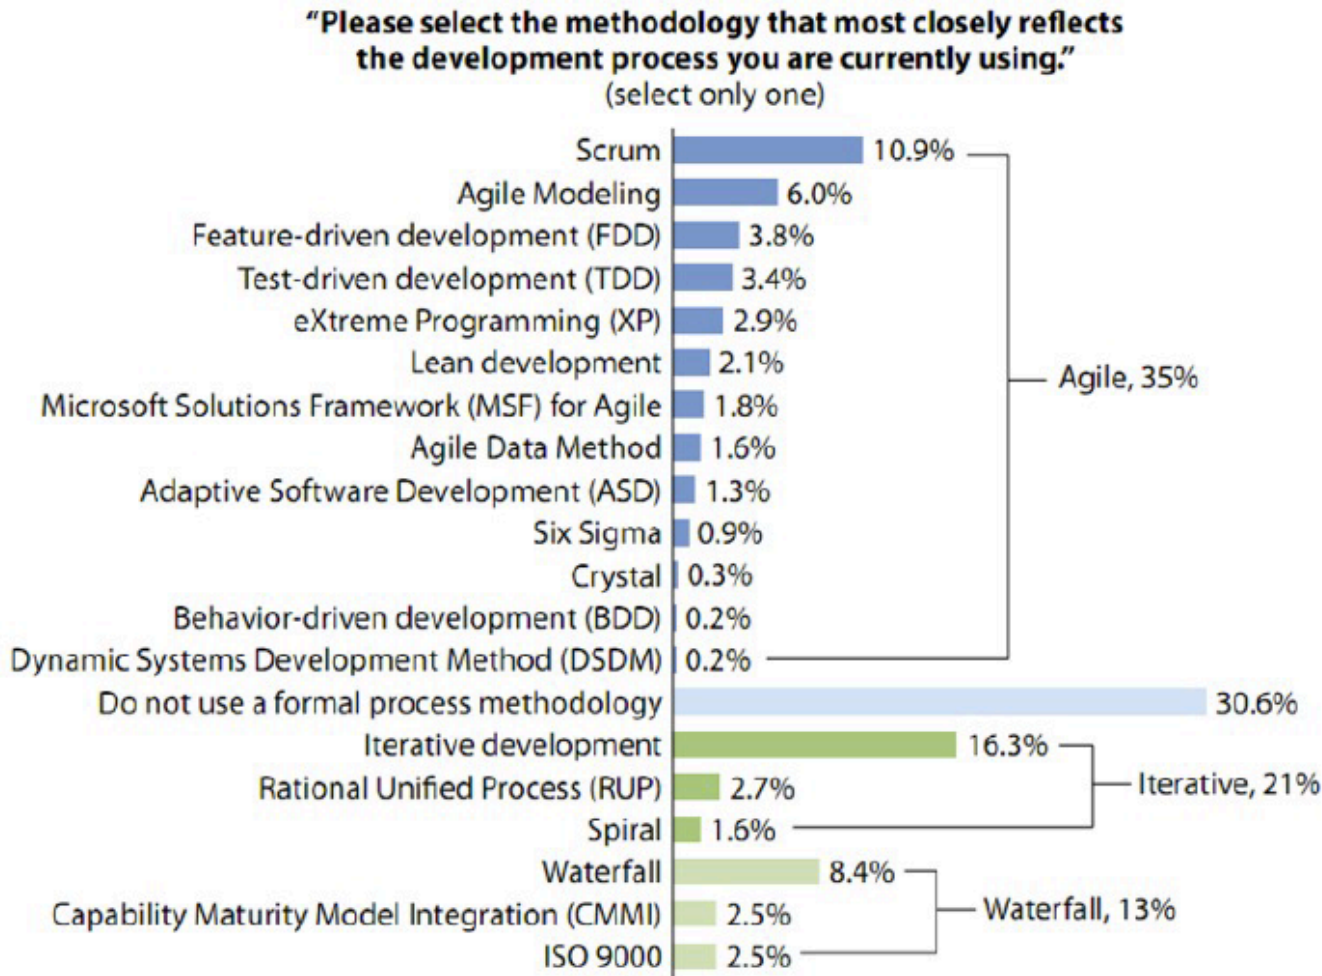 “Please select the methodology that most closely reflects
the development process you are currently using.”
(select only one)
Scrum 10.9%
Agile Modeling 6.0%
Feature-driven development (FDD) 3.8%
Test-driven development (TDD) 3.4%
eXtreme Programming (XP) 2.9%
Lean development 2.1%
Agile, 35%
Microsoft Solutions Framework (MSF) for Agile 1.8%
Agile Data Method 1.6%
Adaptive Software Development (ASD) 1.3%
Six Sigma 0.9%
Crystal 0.3%
Behavior-driven development (BDD) 0.2%
Dynamic Systems Development Method (DSDM) 0.2%
Do not use a formal process methodology 30.6%
Iterative development 16.3%
Rational Unified Process (RUP) 2.7%
Iterative, 21%
Spiral 1.6%
Waterfall 8.4%
Capability Maturity Model Integration (CMMI) 2.5%
Waterfall, 13%
ISO 9000 2.5%